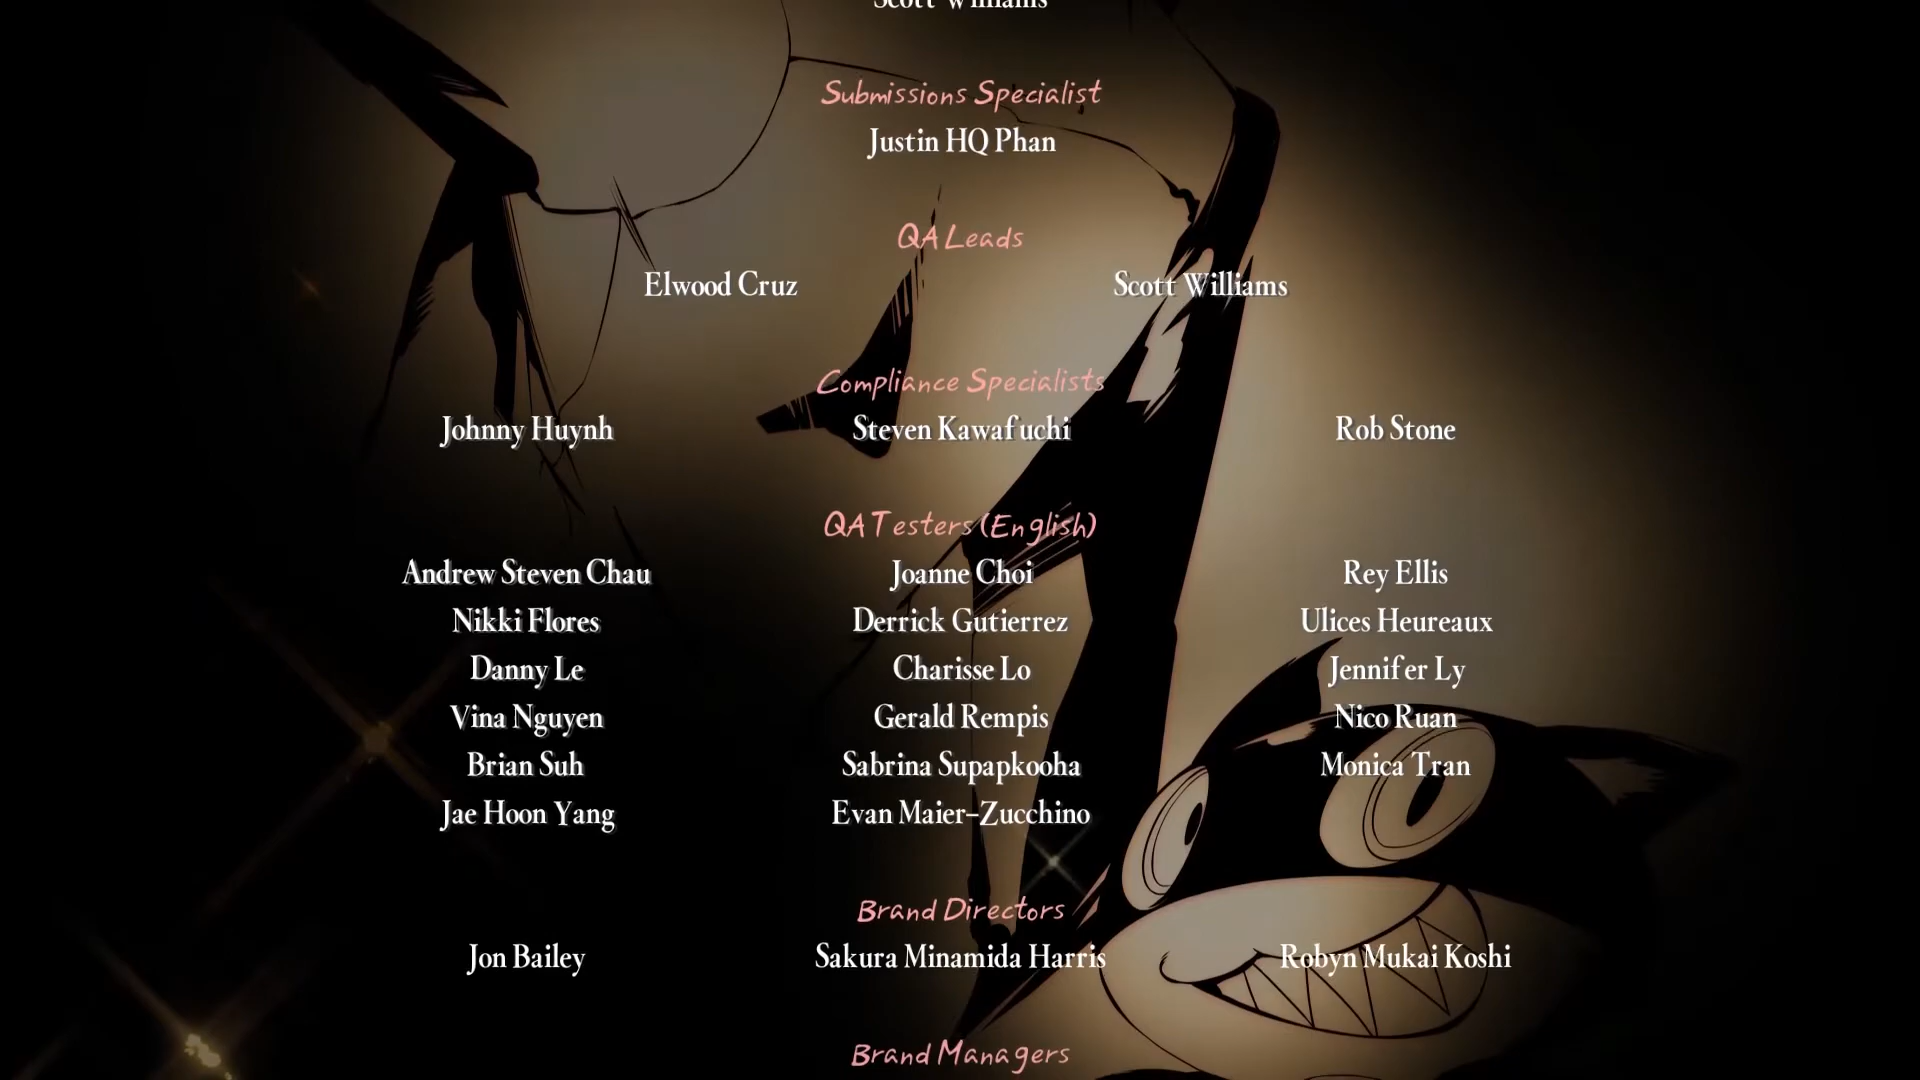 Scott Williams
Submissions Specialist
Justin HQ Phan
QA Leads
Elwood Cruz Scott Williams
Compliance Specialists
Johnny Huynh Steven Kawafuchi Rob Stone
QA Testers (English)
Andrew Steven Chau Joanne Choi Rey Ellis
Nikki Flores Derrick Gutierrez Ulices Heureaux
Danny Le Charisse Lo Jennifer Ly
Vina Nguyen Gerald Rempis Nico Ruan
Brian Suh Sabrina Supapkooha Monica Tran
Jae Hoon Yang Evan Maier-Zucchino
Brand Directors
Jon Bailey Sakura Minamida Harris Robyn Mukai Koshi
Brand Managers